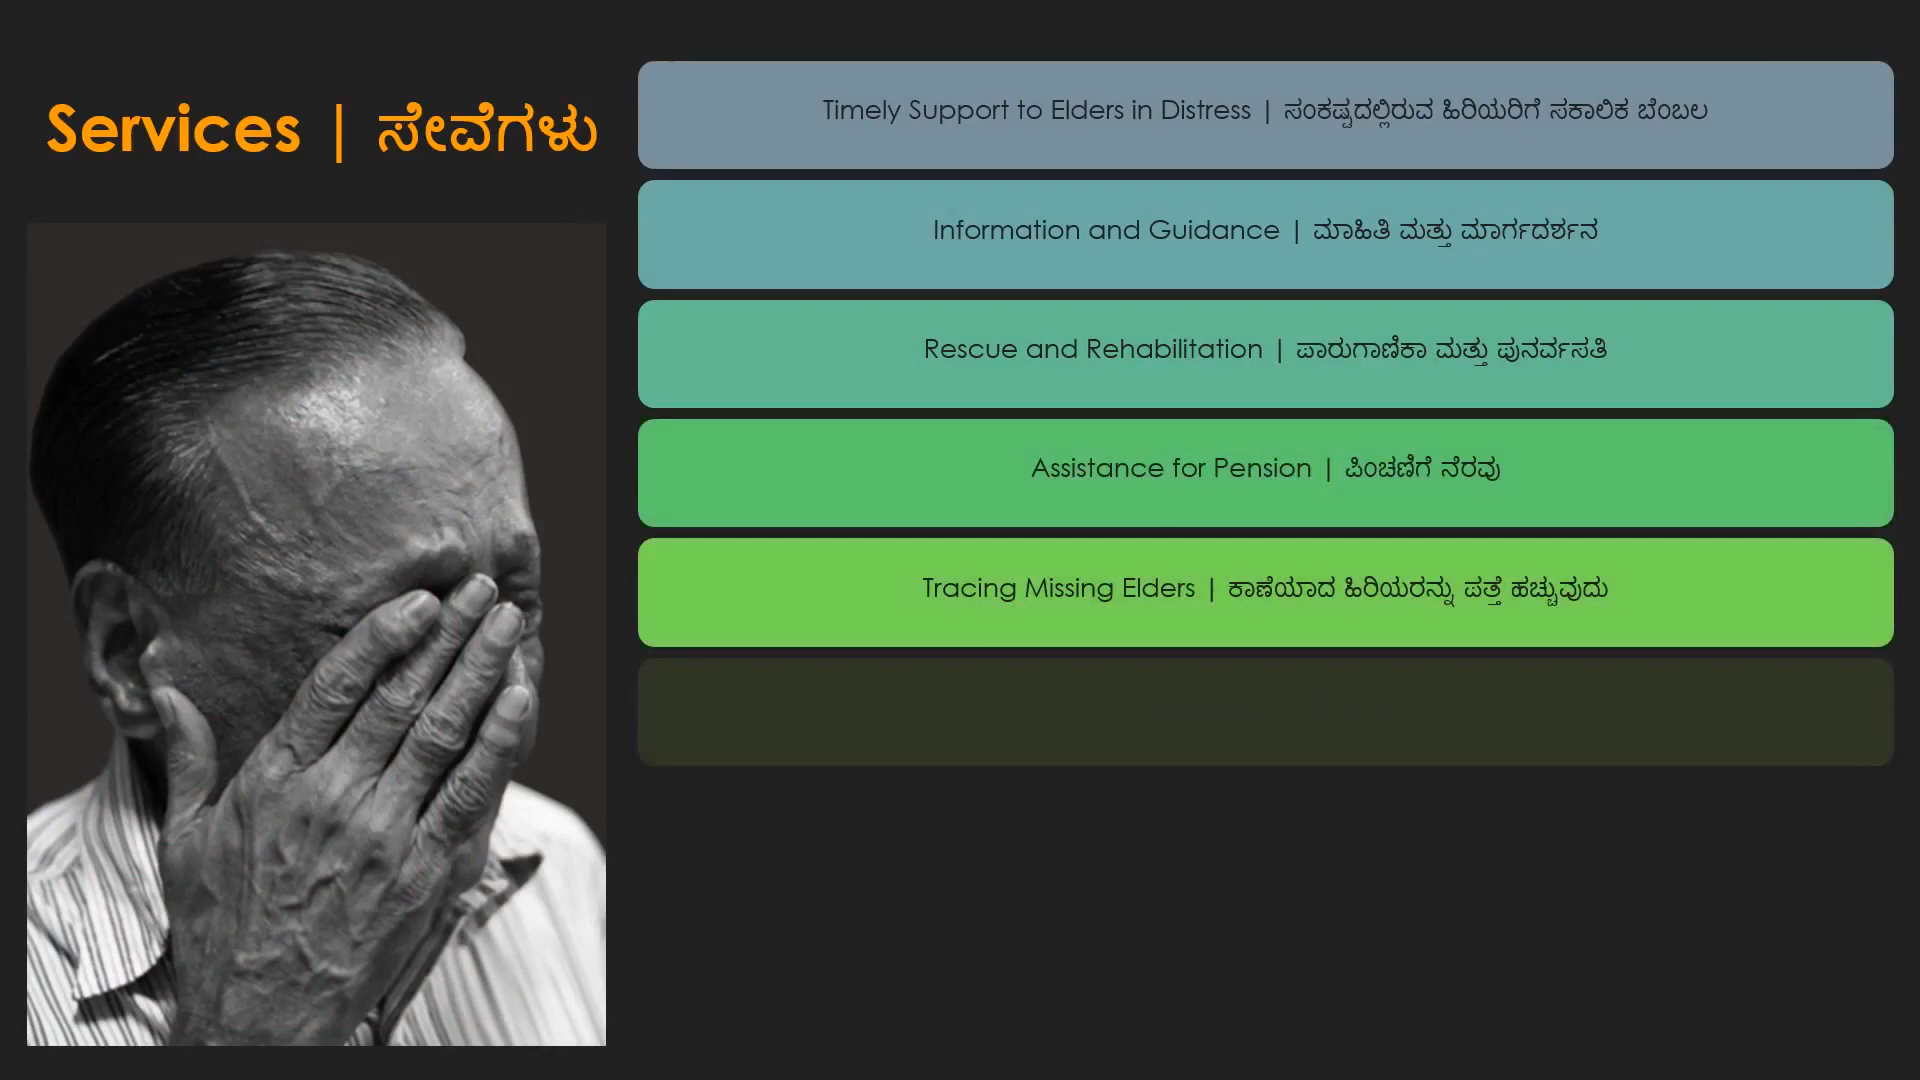 Services | ಸೇವೆಗಳು
Timely Support to Elders in Distress | ಸಂಕಷ್ಟದಲ್ಲಿರುವ ಹಿರಿಯರಿಗೆ ಸಕಾಲಿಕ ಬೆಂಬಲ
Information and Guidance | ಮಾಹಿತಿ ಮತ್ತು ಮಾರ್ಗದರ್ಶನ
Rescue and Rehabilitation | ಪಾರುಗಾಣಿಕಾ ಮತ್ತು ಪುನರ್ವಸತಿ
Assistance for Pension | ಪಿಂಚಣಿಗೆ ನೆರವು
Tracing Missing Elders | ಕಾಣೆಯಾದ ಹಿರಿಯರನ್ನು ಪತ್ತೆ ಹಚ್ಚುವುದು